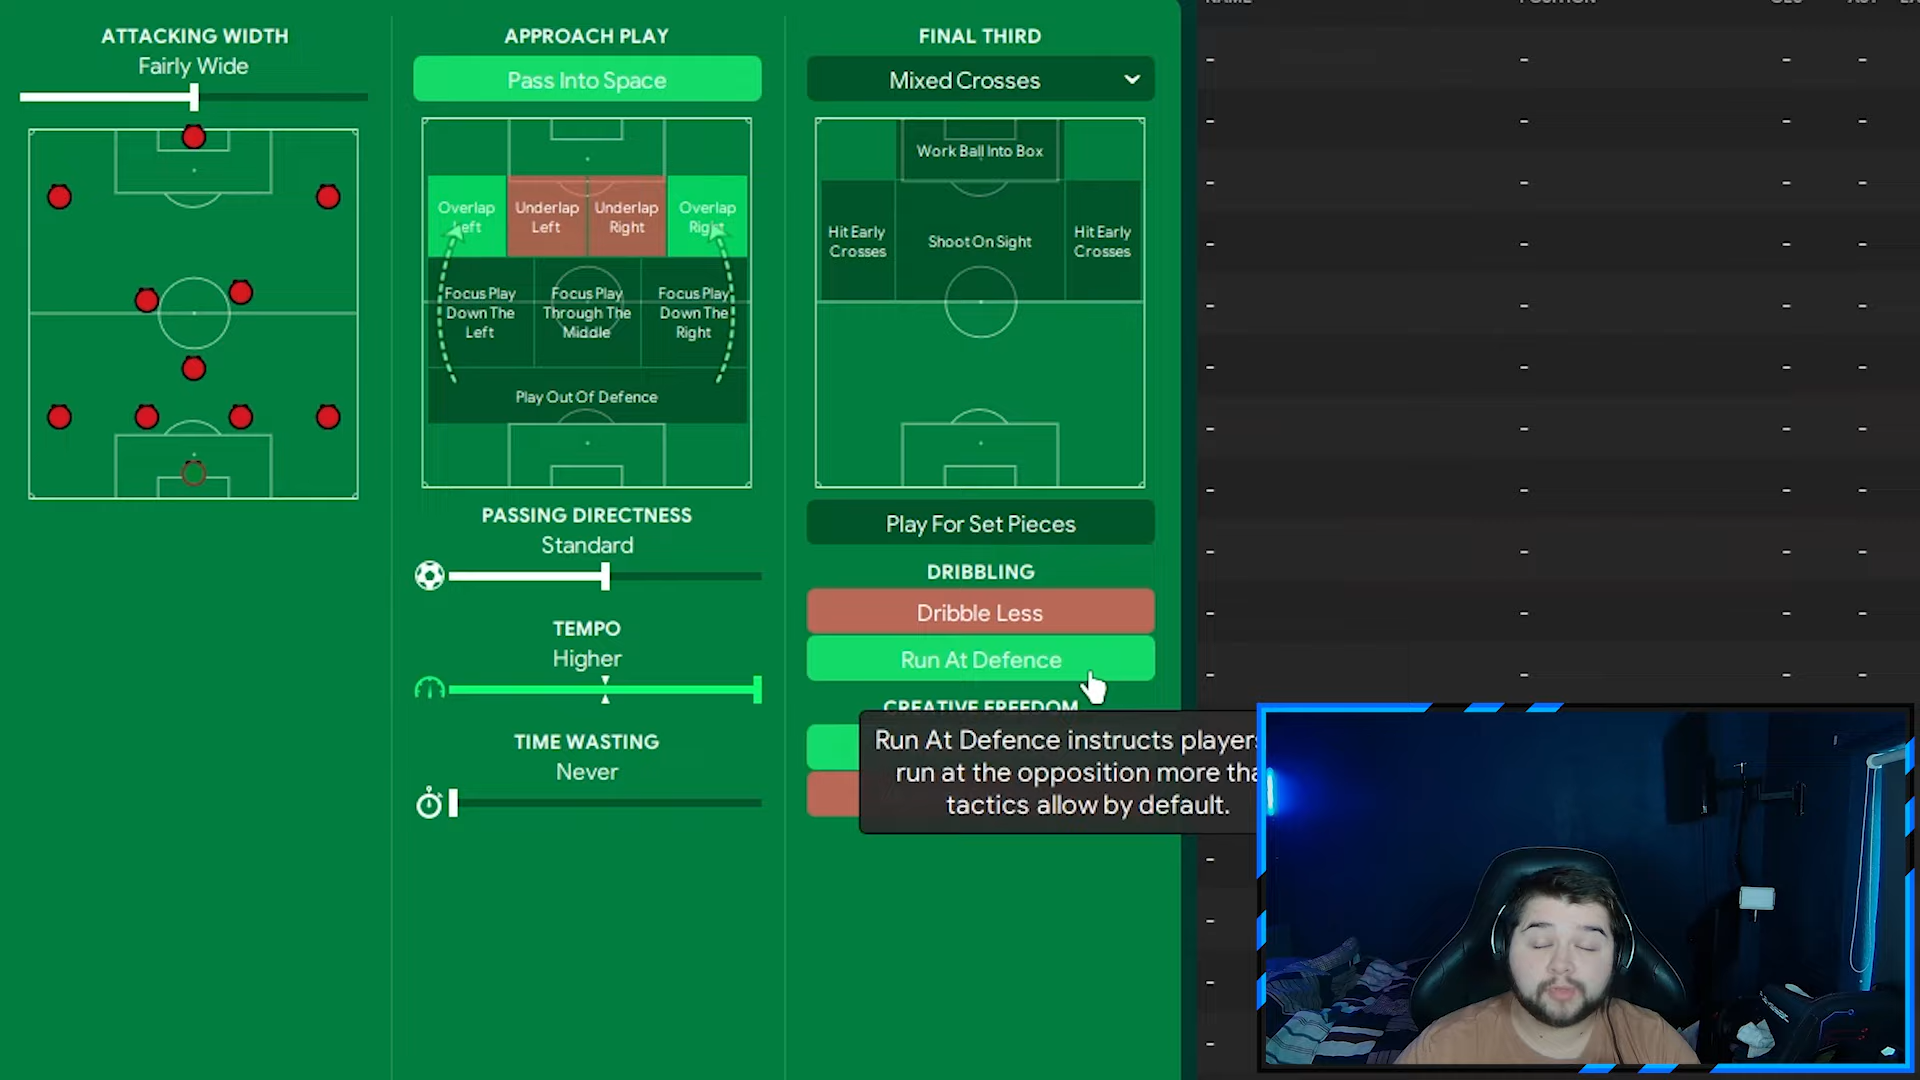 ATTACKING WIDTH
Fairly Wide
APPROACH PLAY
Pass Into Space
Overlap
Left
Underlap
Left
Underlap
Right
Overlap
Right
Focus Play
Down The
Left
Focus Play
Through The
Middle
Focus Play
Down The
Right
Play Out Of Defence
PASSING DIRECTNESS
Standard
TEMPO
Higher
TIME WASTING
Never
FINAL THIRD
Mixed Crosses
Work Ball Into Box
Hit Early
Crosses
Shoot On Sight
Hit Early
Crosses
Play For Set Pieces
DRIBBLING
Dribble Less
Run At Defence
CREATIVE FREEDOM
Run At Defence instructs players
run at the opposition more tha
tactics allow by default.
NAME
POSITION
GLS
AST